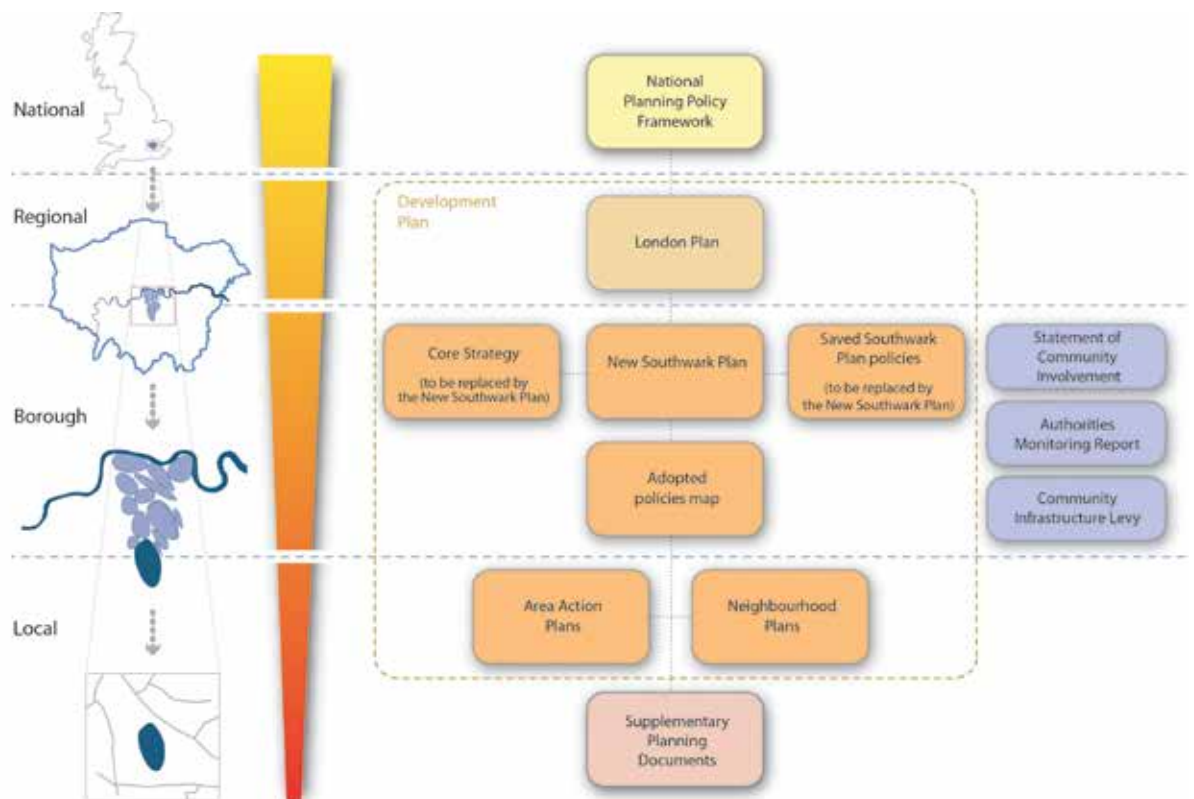 National
National
Planning Policy
Framework
Regional
Development
Plan
London Plan
Core Strategy
(to be replaced by
the New Southwark Plan)
New Southwark Plan
Saved Southwark
Plan policies
(to be replaced by
the New Southwark Plan)
Statement of
Community
Involvement
Borough
Authorities
Monitoring Report
Adopted
policies map
Community
Infrastructure Levy
Local
Area Action
Plans
Neighbourhood
Plans
Supplementary
Planning
Documents